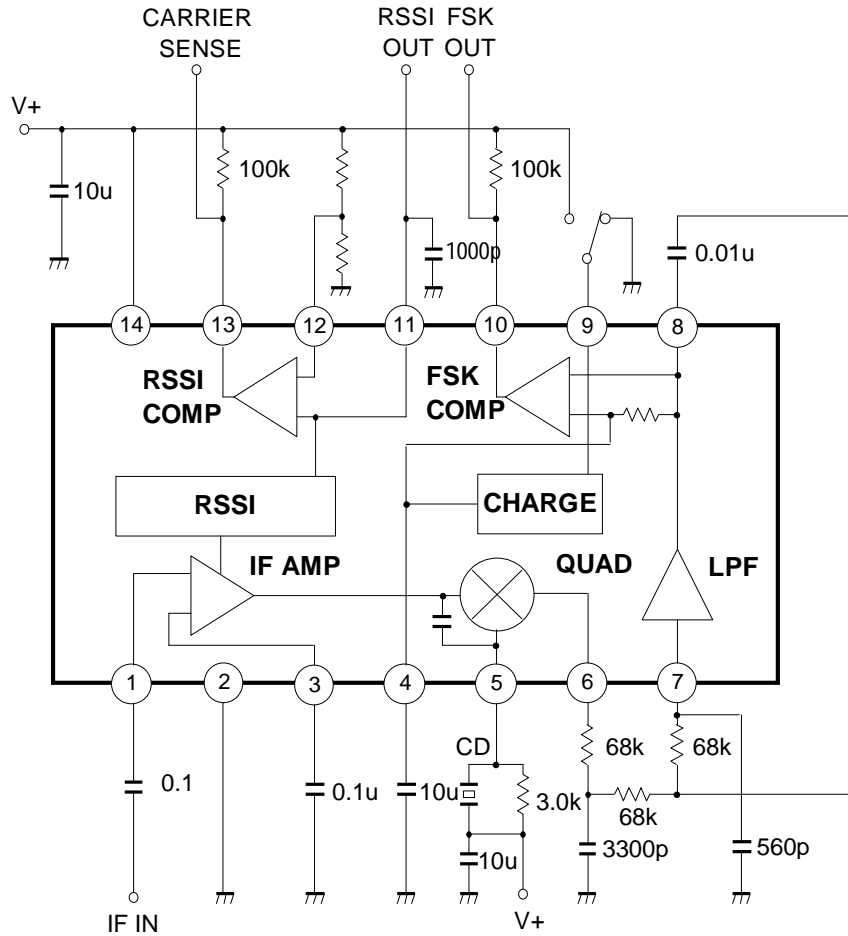 CARRIER
SENSE
RSSI
OUT
FSK
OUT
V+
10u
100k
1000p
100k
0.01u
14
13
12
11
10
9
8
RSSI
COMP
FSK
COMP
RSSI
CHARGE
IF AMP
QUAD
LPF
1
2
3
4
5
6
7
0.1
0.1u
10u
CD
3.0k
10u
V+
68k
68k
68k
3300p
560p
IF IN